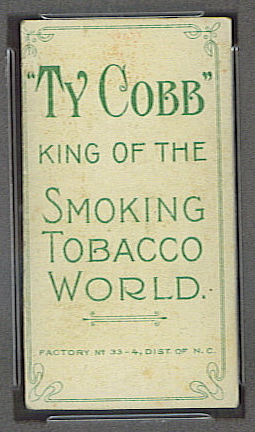 "TY COBB"
KING OF THE
SMOKING
TOBACCO
WORLD.
FACTORY No 33-4, DIST. OF N.C.